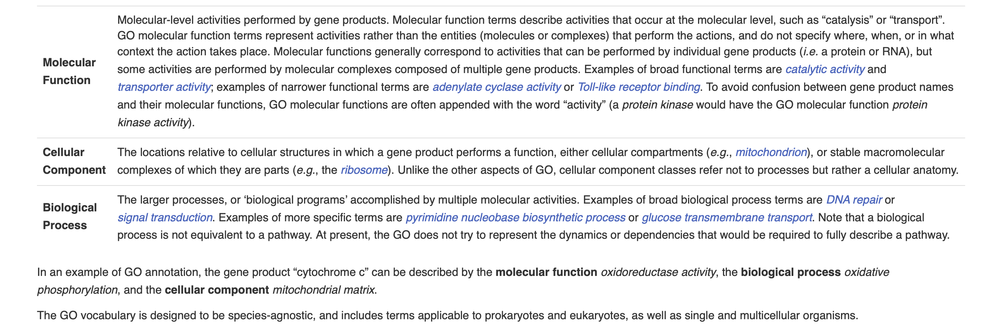 Molecular-level activities performed by gene products. Molecular function terms describe activities that occur at the molecular level, such as “catalysis” or “transport”.
GO molecular function terms represent activities rather than the entities (molecules or complexes) that perform the actions, and do not specify where, when, or in what
context the action takes place. Molecular functions generally correspond to activities that can be performed by individual gene products (i.e. a protein or RNA), but
Molecular
Function
some activities are performed by molecular complexes composed of multiple gene products. Examples of broad functional terms are catalytic activity and
transporter activity; examples of narrower functional terms are adenylate cyclase activity or Toll-like receptor binding. To avoid confusion between gene product names
and their molecular functions, GO molecular functions are often appended with the word “activity” (a protein kinase would have the GO molecular function protein
kinase activity).
Cellular
Component
The locations relative to cellular structures in which a gene product performs a function, either cellular compartments (e.g., mitochondrion), or stable macromolecular
complexes of which they are parts (e.g., the ribosome). Unlike the other aspects of GO, cellular component classes refer not to processes but rather a cellular anatomy.
Biological
Process
The larger processes, or ‘biological programs’ accomplished by multiple molecular activities. Examples of broad biological process terms are DNA repair or
signal transduction. Examples of more specific terms are pyrimidine nucleobase biosynthetic process or glucose transmembrane transport. Note that a biological
process is not equivalent to a pathway. At present, the GO does not try to represent the dynamics or dependencies that would be required to fully describe a pathway.
In an example of GO annotation, the gene product “cytochrome c” can be described by the molecular function oxidoreductase activity, the biological process oxidative
phosphorylation, and the cellular component mitochondrial matrix.
The GO vocabulary is designed to be species-agnostic, and includes terms applicable to prokaryotes and eukaryotes, as well as single and multicellular organisms.